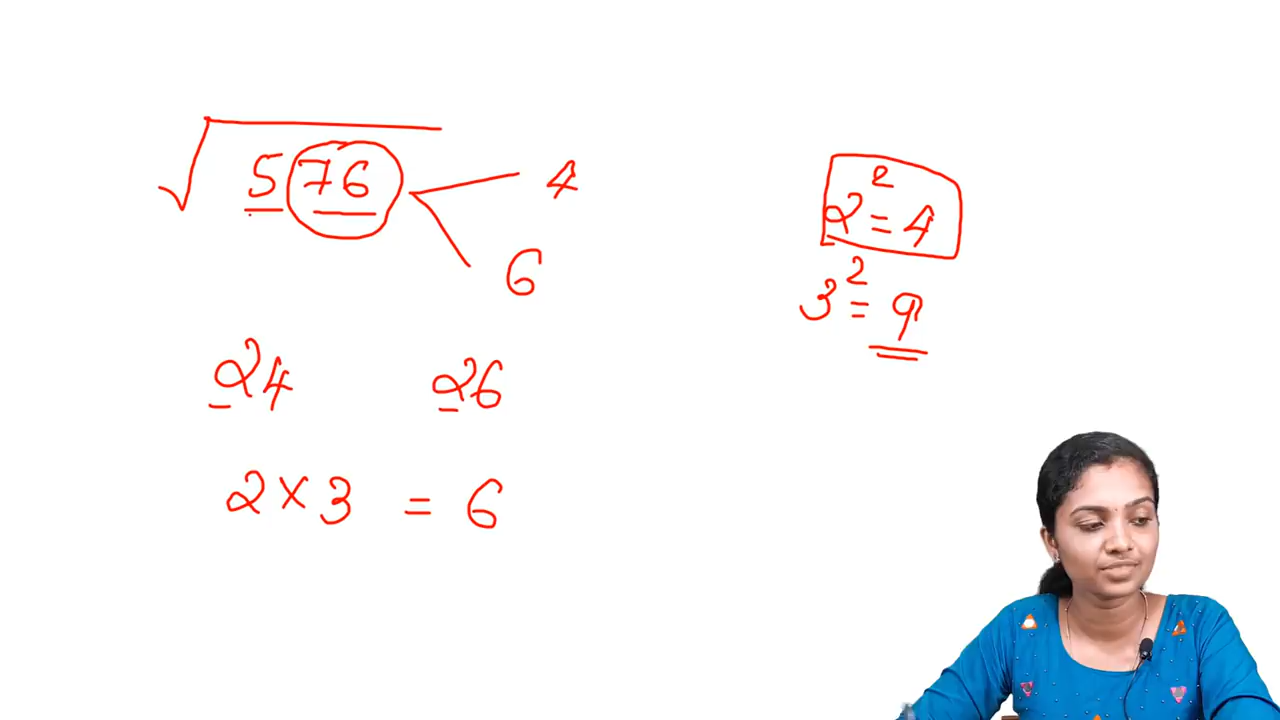 √576 4
6
2² = 4
3² = 9
24 26
2 × 3 = 6